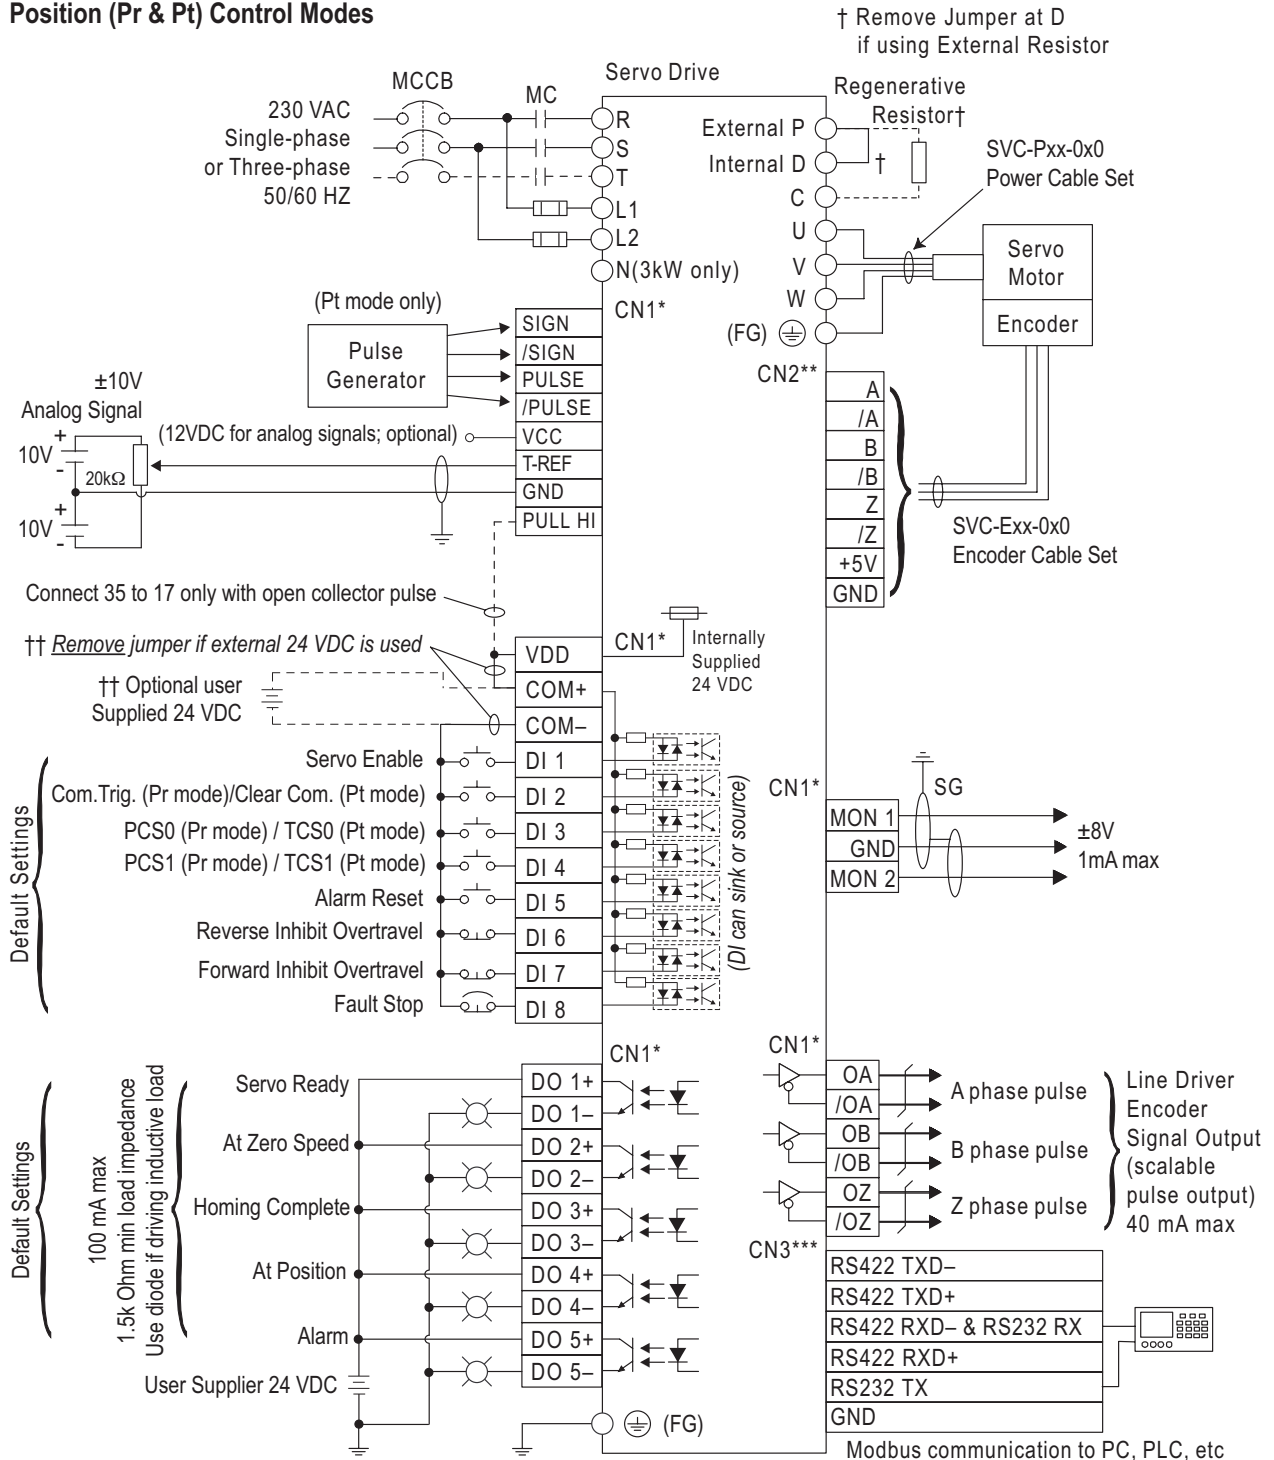 Position (Pr & Pt) Control Modes
† Remove Jumper at D
if using External Resistor
MCCB
MC
Servo Drive
230 VAC
Single-phase
or Three-phase
50/60 HZ
R
S
T
L1
L2
N(3kW only)
External P
Internal D
C
U
V
W
(FG)
Regenerative
Resistor†
†
SVC-Pxx-0x0
Power Cable Set
Servo
Motor
Encoder
(Pt mode only)
Pulse
Generator
CN1*
SIGN
/SIGN
PULSE
/PULSE
VCC
T-REF
GND
PULL HI
±10V
Analog Signal
(12VDC for analog signals; optional)
+
10V
-
20kΩ
+
10V
-
CN2**
A
/A
B
/B
Z
/Z
+5V
GND
SVC-Exx-0x0
Encoder Cable Set
Connect 35 to 17 only with open collector pulse
†† Remove jumper if external 24 VDC is used
†† Optional user
Supplied 24 VDC
CN1*
Internally
Supplied
24 VDC
VDD
COM+
COM–
DI 1
DI 2
DI 3
DI 4
DI 5
DI 6
DI 7
DI 8
Default Settings
Servo Enable
Com.Trig. (Pr mode)/Clear Com. (Pt mode)
PCS0 (Pr mode) / TCS0 (Pt mode)
PCS1 (Pr mode) / TCS1 (Pt mode)
Alarm Reset
Reverse Inhibit Overtravel
Forward Inhibit Overtravel
Fault Stop
(DI can sink or source)
CN1*
SG
MON 1
GND
MON 2
±8V
1mA max
CN1*
DO 1+
DO 1–
DO 2+
DO 2–
DO 3+
DO 3–
DO 4+
DO 4–
DO 5+
DO 5–
Default Settings
100 mA max
1.5k Ohm min load impedance
Use diode if driving inductive load
Servo Ready
At Zero Speed
Homing Complete
At Position
Alarm
User Supplier 24 VDC
(FG)
CN1*
OA
/OA
OB
/OB
OZ
/OZ
A phase pulse
B phase pulse
Z phase pulse
Line Driver
Encoder
Signal Output
(scalable
pulse output)
40 mA max
CN3***
RS422 TXD–
RS422 TXD+
RS422 RXD– & RS232 RX
RS422 RXD+
RS232 TX
GND
Modbus communication to PC, PLC, etc